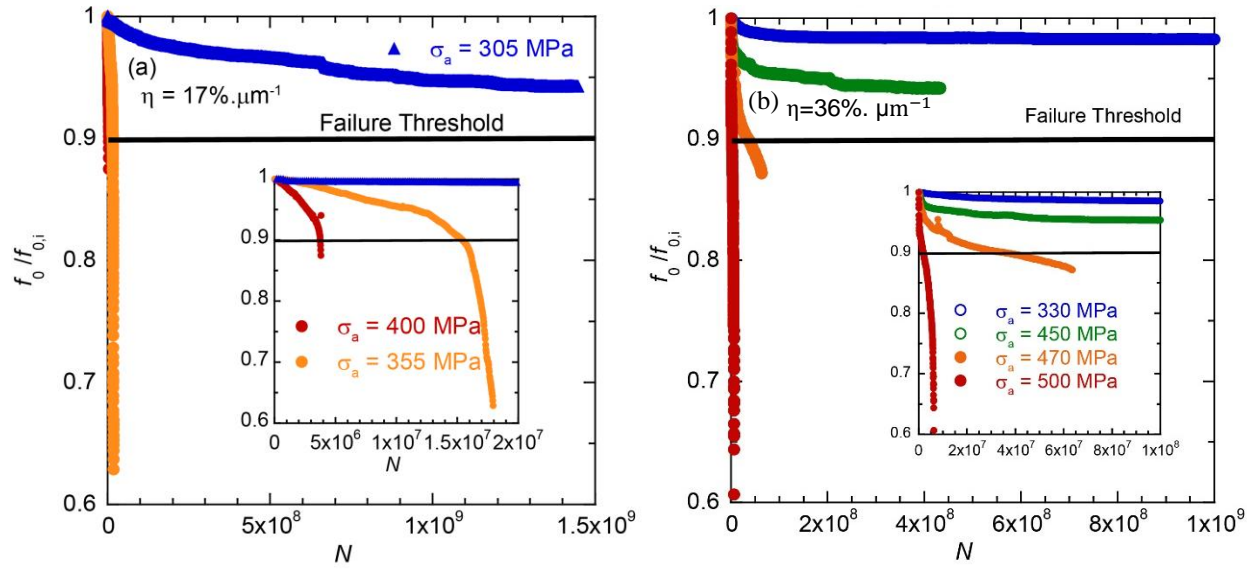 1
0.9
0.8
0.7
0.6
f₀ /f₀,ᵢ
(a)
η = 17%.µm⁻¹
▲ σₐ = 305 MPa
Failure Threshold
1
0.9
0.8
0.7
0.6
● σₐ = 400 MPa
● σₐ = 355 MPa
0 5x10⁶ 1x10⁷ 1.5x10⁷ 2x10⁷
N
0 5x10⁸ 1x10⁹ 1.5x10⁹
N
1
0.9
0.8
0.7
0.6
f₀ /f₀,ᵢ
(b) η=36%. µm⁻¹
Failure Threshold
1
0.9
0.8
0.7
0.6
○ σₐ = 330 MPa
○ σₐ = 450 MPa
● σₐ = 470 MPa
● σₐ = 500 MPa
0 2x10⁷ 4x10⁷ 6x10⁷ 8x10⁷ 1x10⁸
0 2x10⁸ 4x10⁸ 6x10⁸ 8x10⁸ 1x10⁹
N